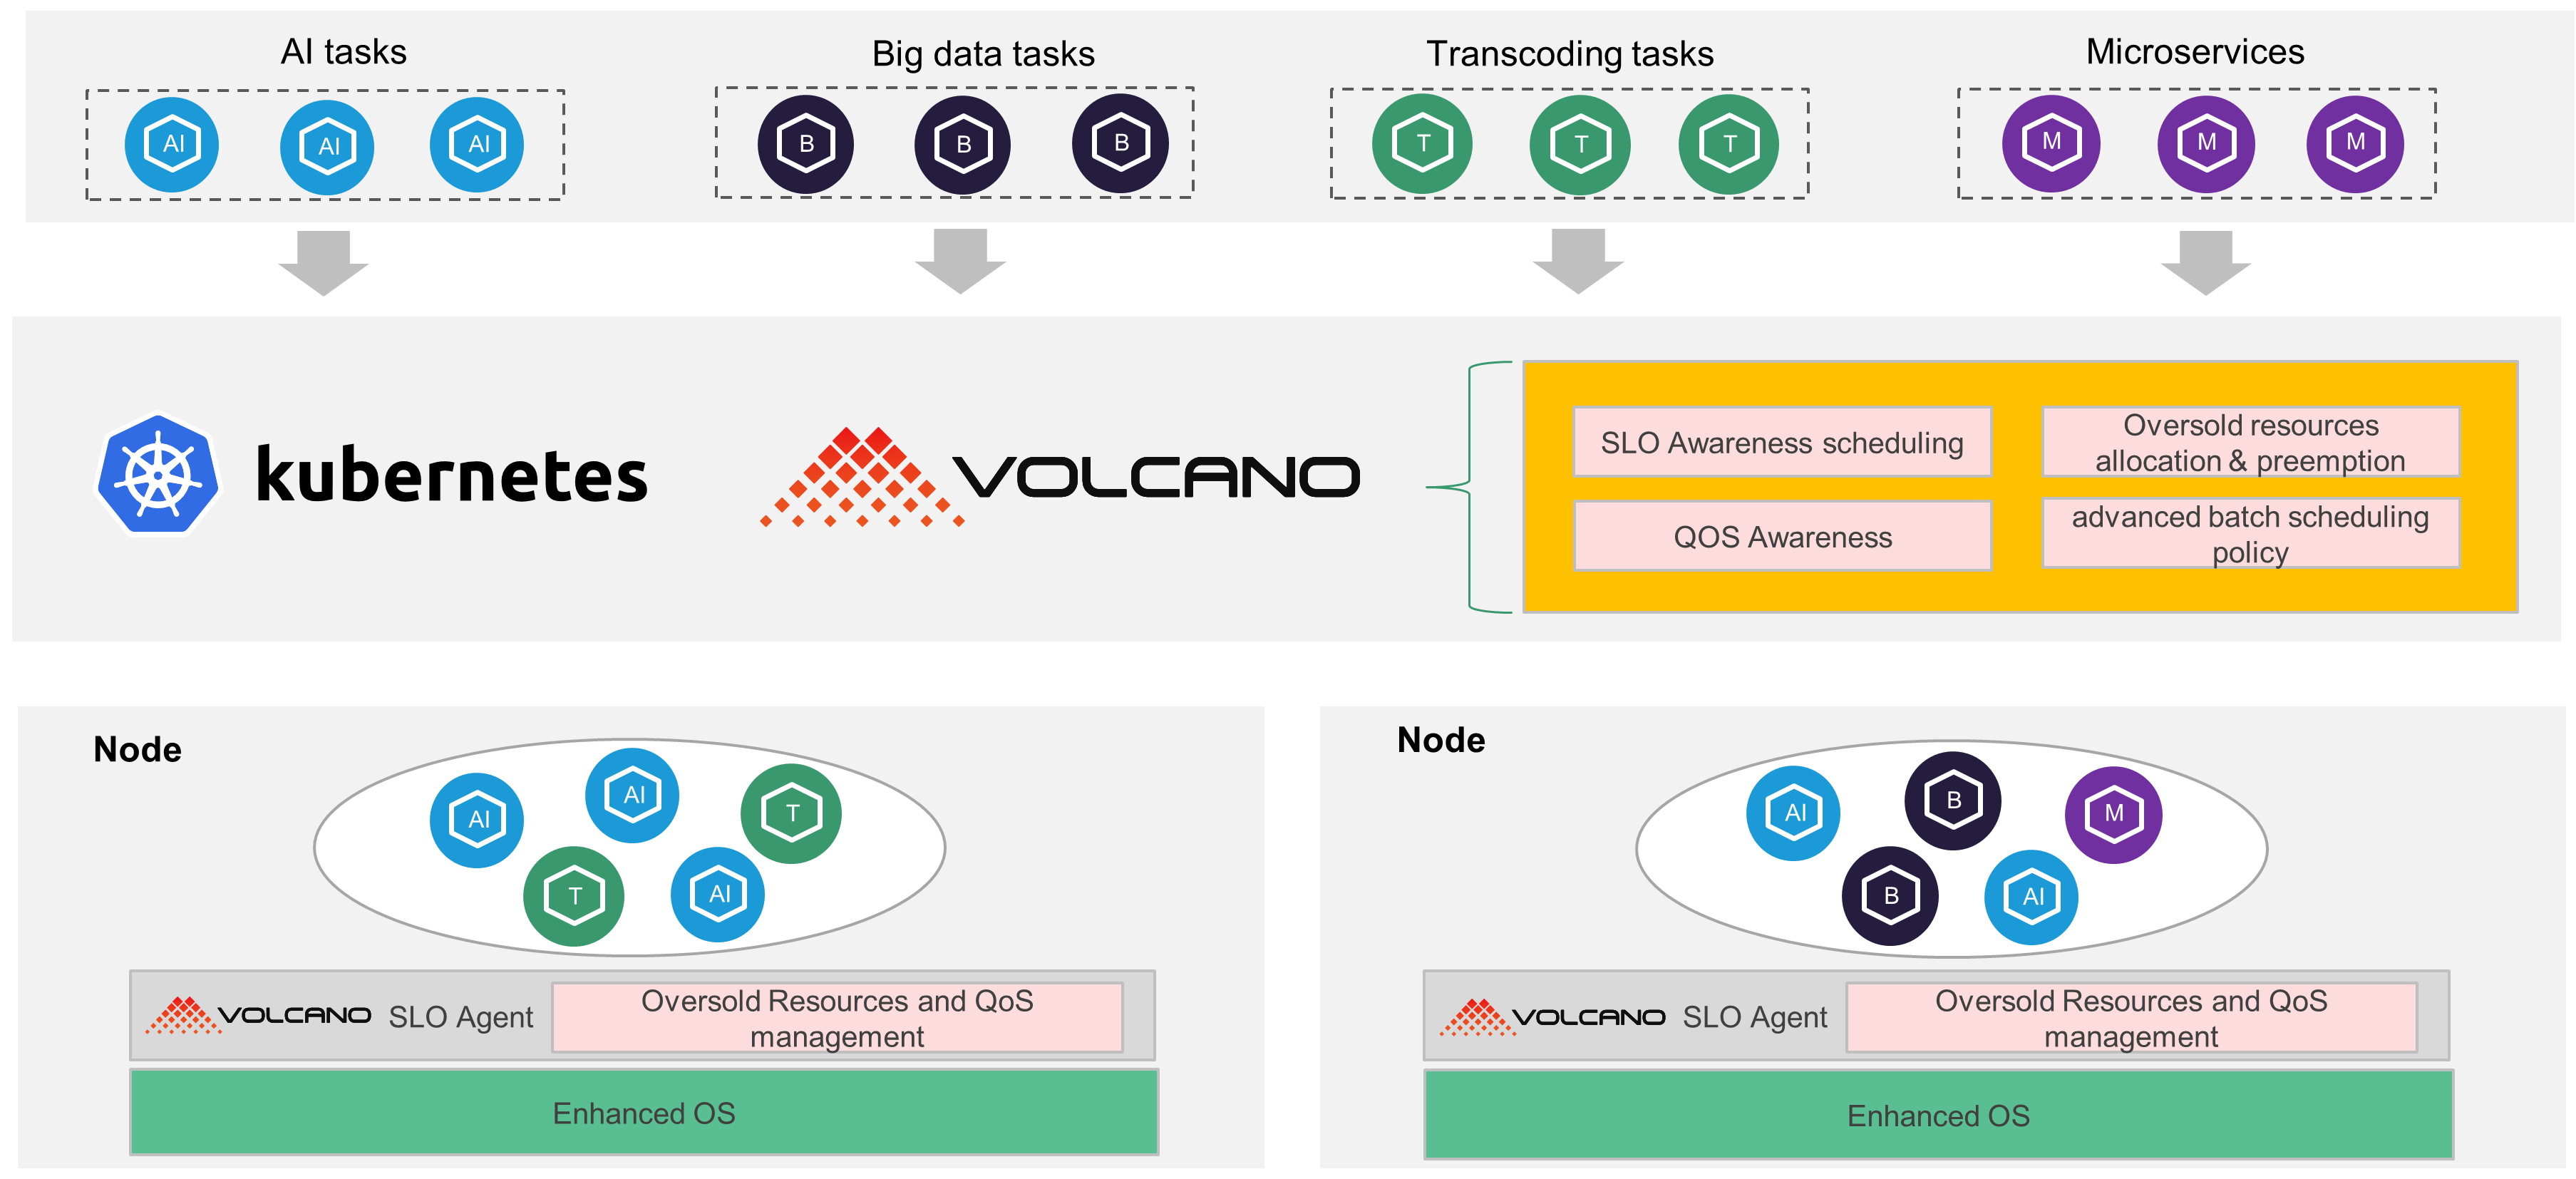 AI tasks
Big data tasks
Transcoding tasks
Microservices
AI
AI
AI
B
B
B
T
T
T
M
M
M
kubernetes
VOLCANO
SLO Awareness scheduling
Oversold resources
allocation & preemption
QOS Awareness
advanced batch scheduling
policy
Node
AI
AI
T
T
AI
VOLCANO SLO Agent
Oversold Resources and QoS
management
Enhanced OS
Node
AI
B
M
B
AI
VOLCANO SLO Agent
Oversold Resources and QoS
management
Enhanced OS